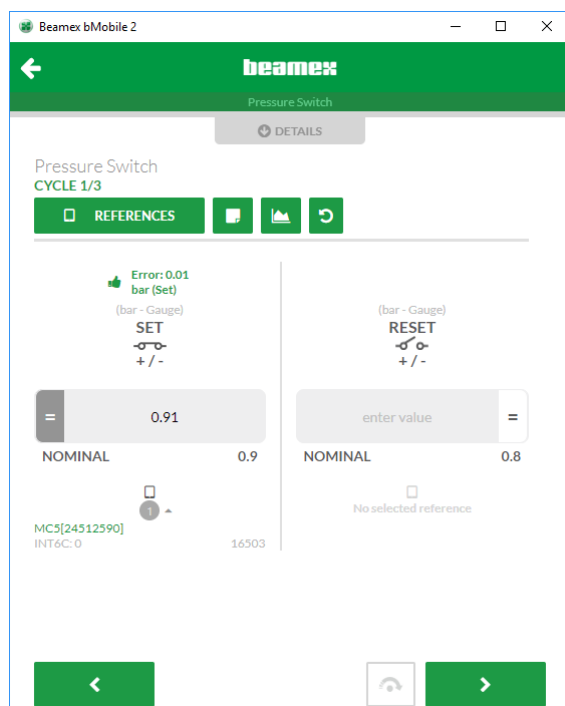 Beamex bMobile 2
beamex
Pressure Switch
DETAILS
Pressure Switch
CYCLE 1/3
REFERENCES
Error: 0.01
bar (Set)
(bar - Gauge)
SET
+ / -
= 0.91
NOMINAL 0.9
1
MC5[24512590]
INT6C: 0 16503
(bar - Gauge)
RESET
+ / -
enter value =
NOMINAL 0.8
No selected reference